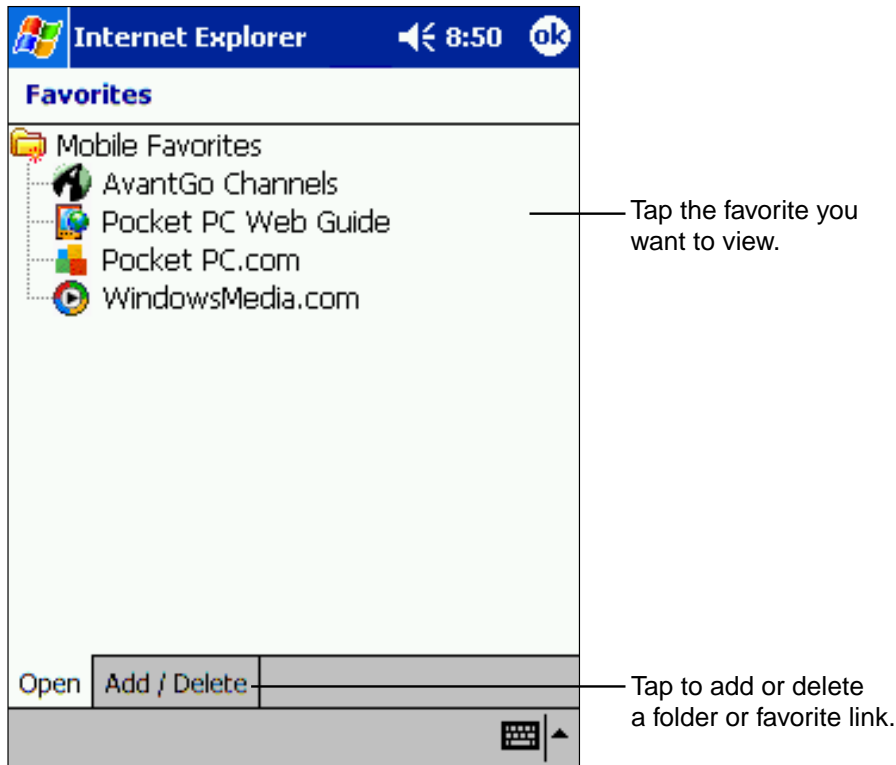 Internet Explorer 8:50 ok
Favorites
Mobile Favorites
AvantGo Channels
Pocket PC Web Guide
Pocket PC.com
WindowsMedia.com
Tap the favorite you
want to view.
Open Add / Delete
Tap to add or delete
a folder or favorite link.